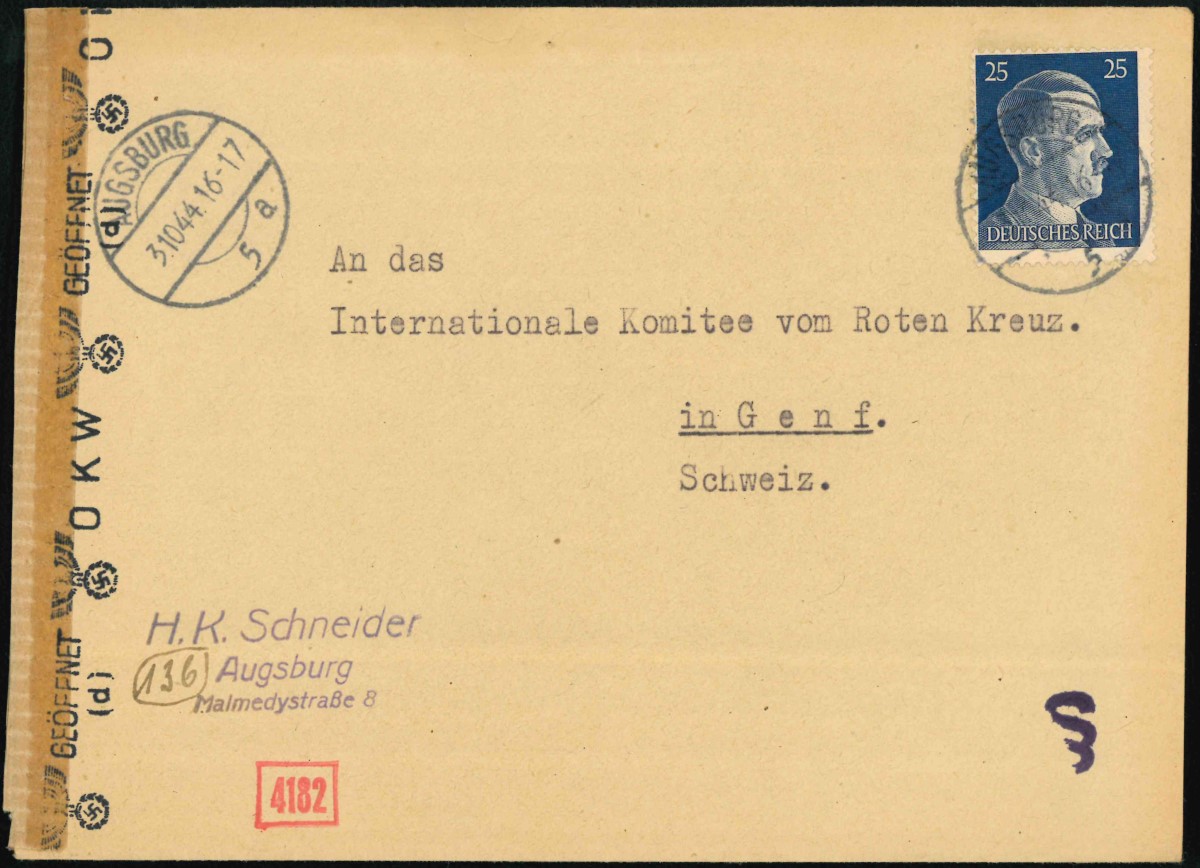 25 25
DEUTSCHES REICH
AUGSBURG
3.10.44.16-17
5 a
An das
Internationale Komitee vom Roten Kreuz.
in G e n f.
Schweiz.
H. K. Schneider
136 Augsburg
Malmedystraße 8
4182
GEÖFFNET
(d)
O K W
GEÖFFNET
(d)
O